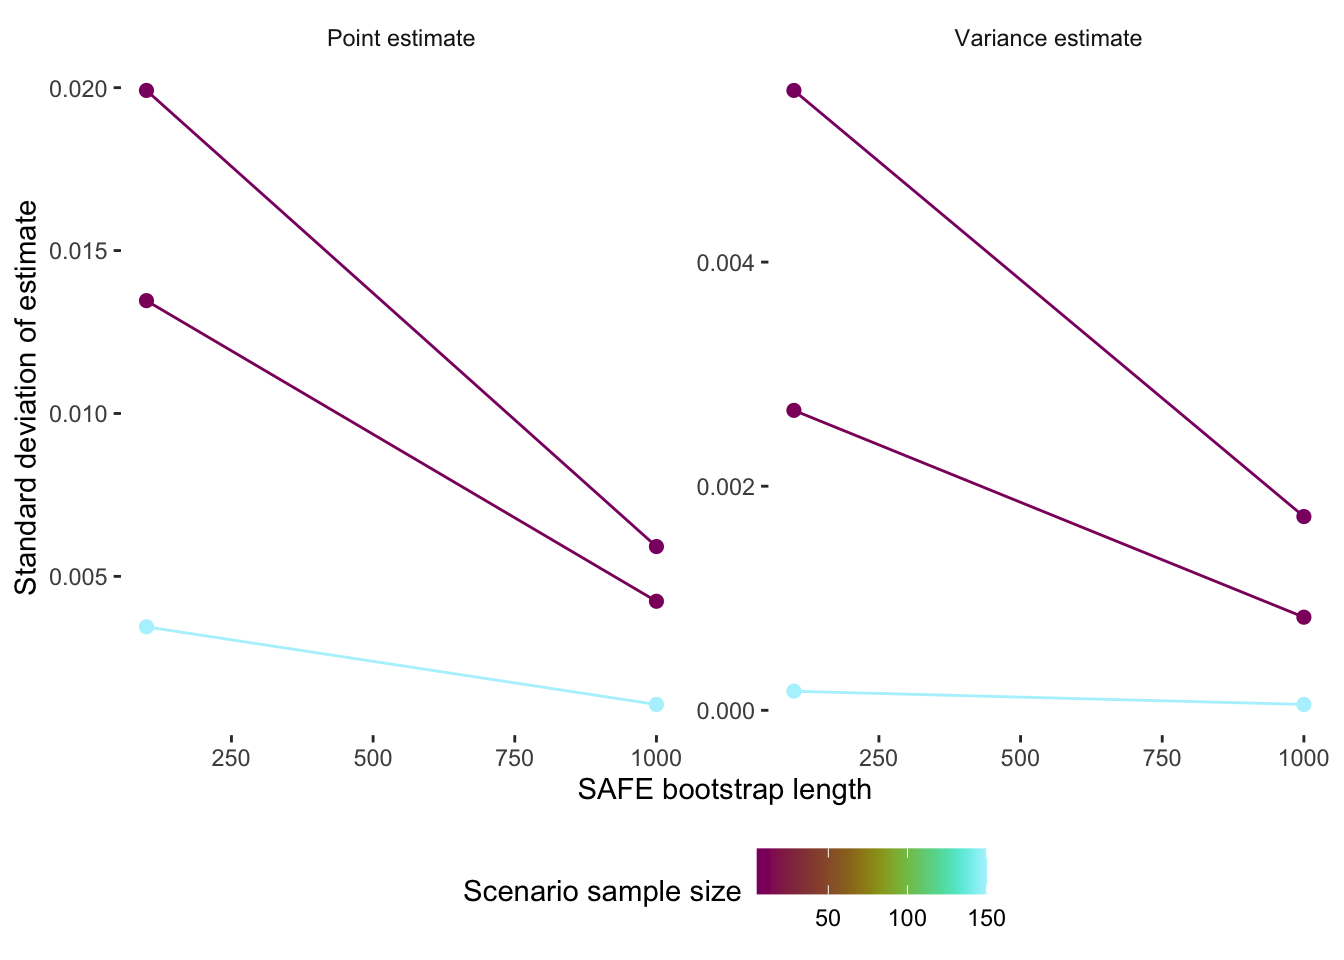 Point estimate
Variance estimate
Standard deviation of estimate
0.020
0.015
0.010
0.005
0.004
0.002
0.000
250 500 750 1000
250 500 750 1000
SAFE bootstrap length
Scenario sample size
50 100 150